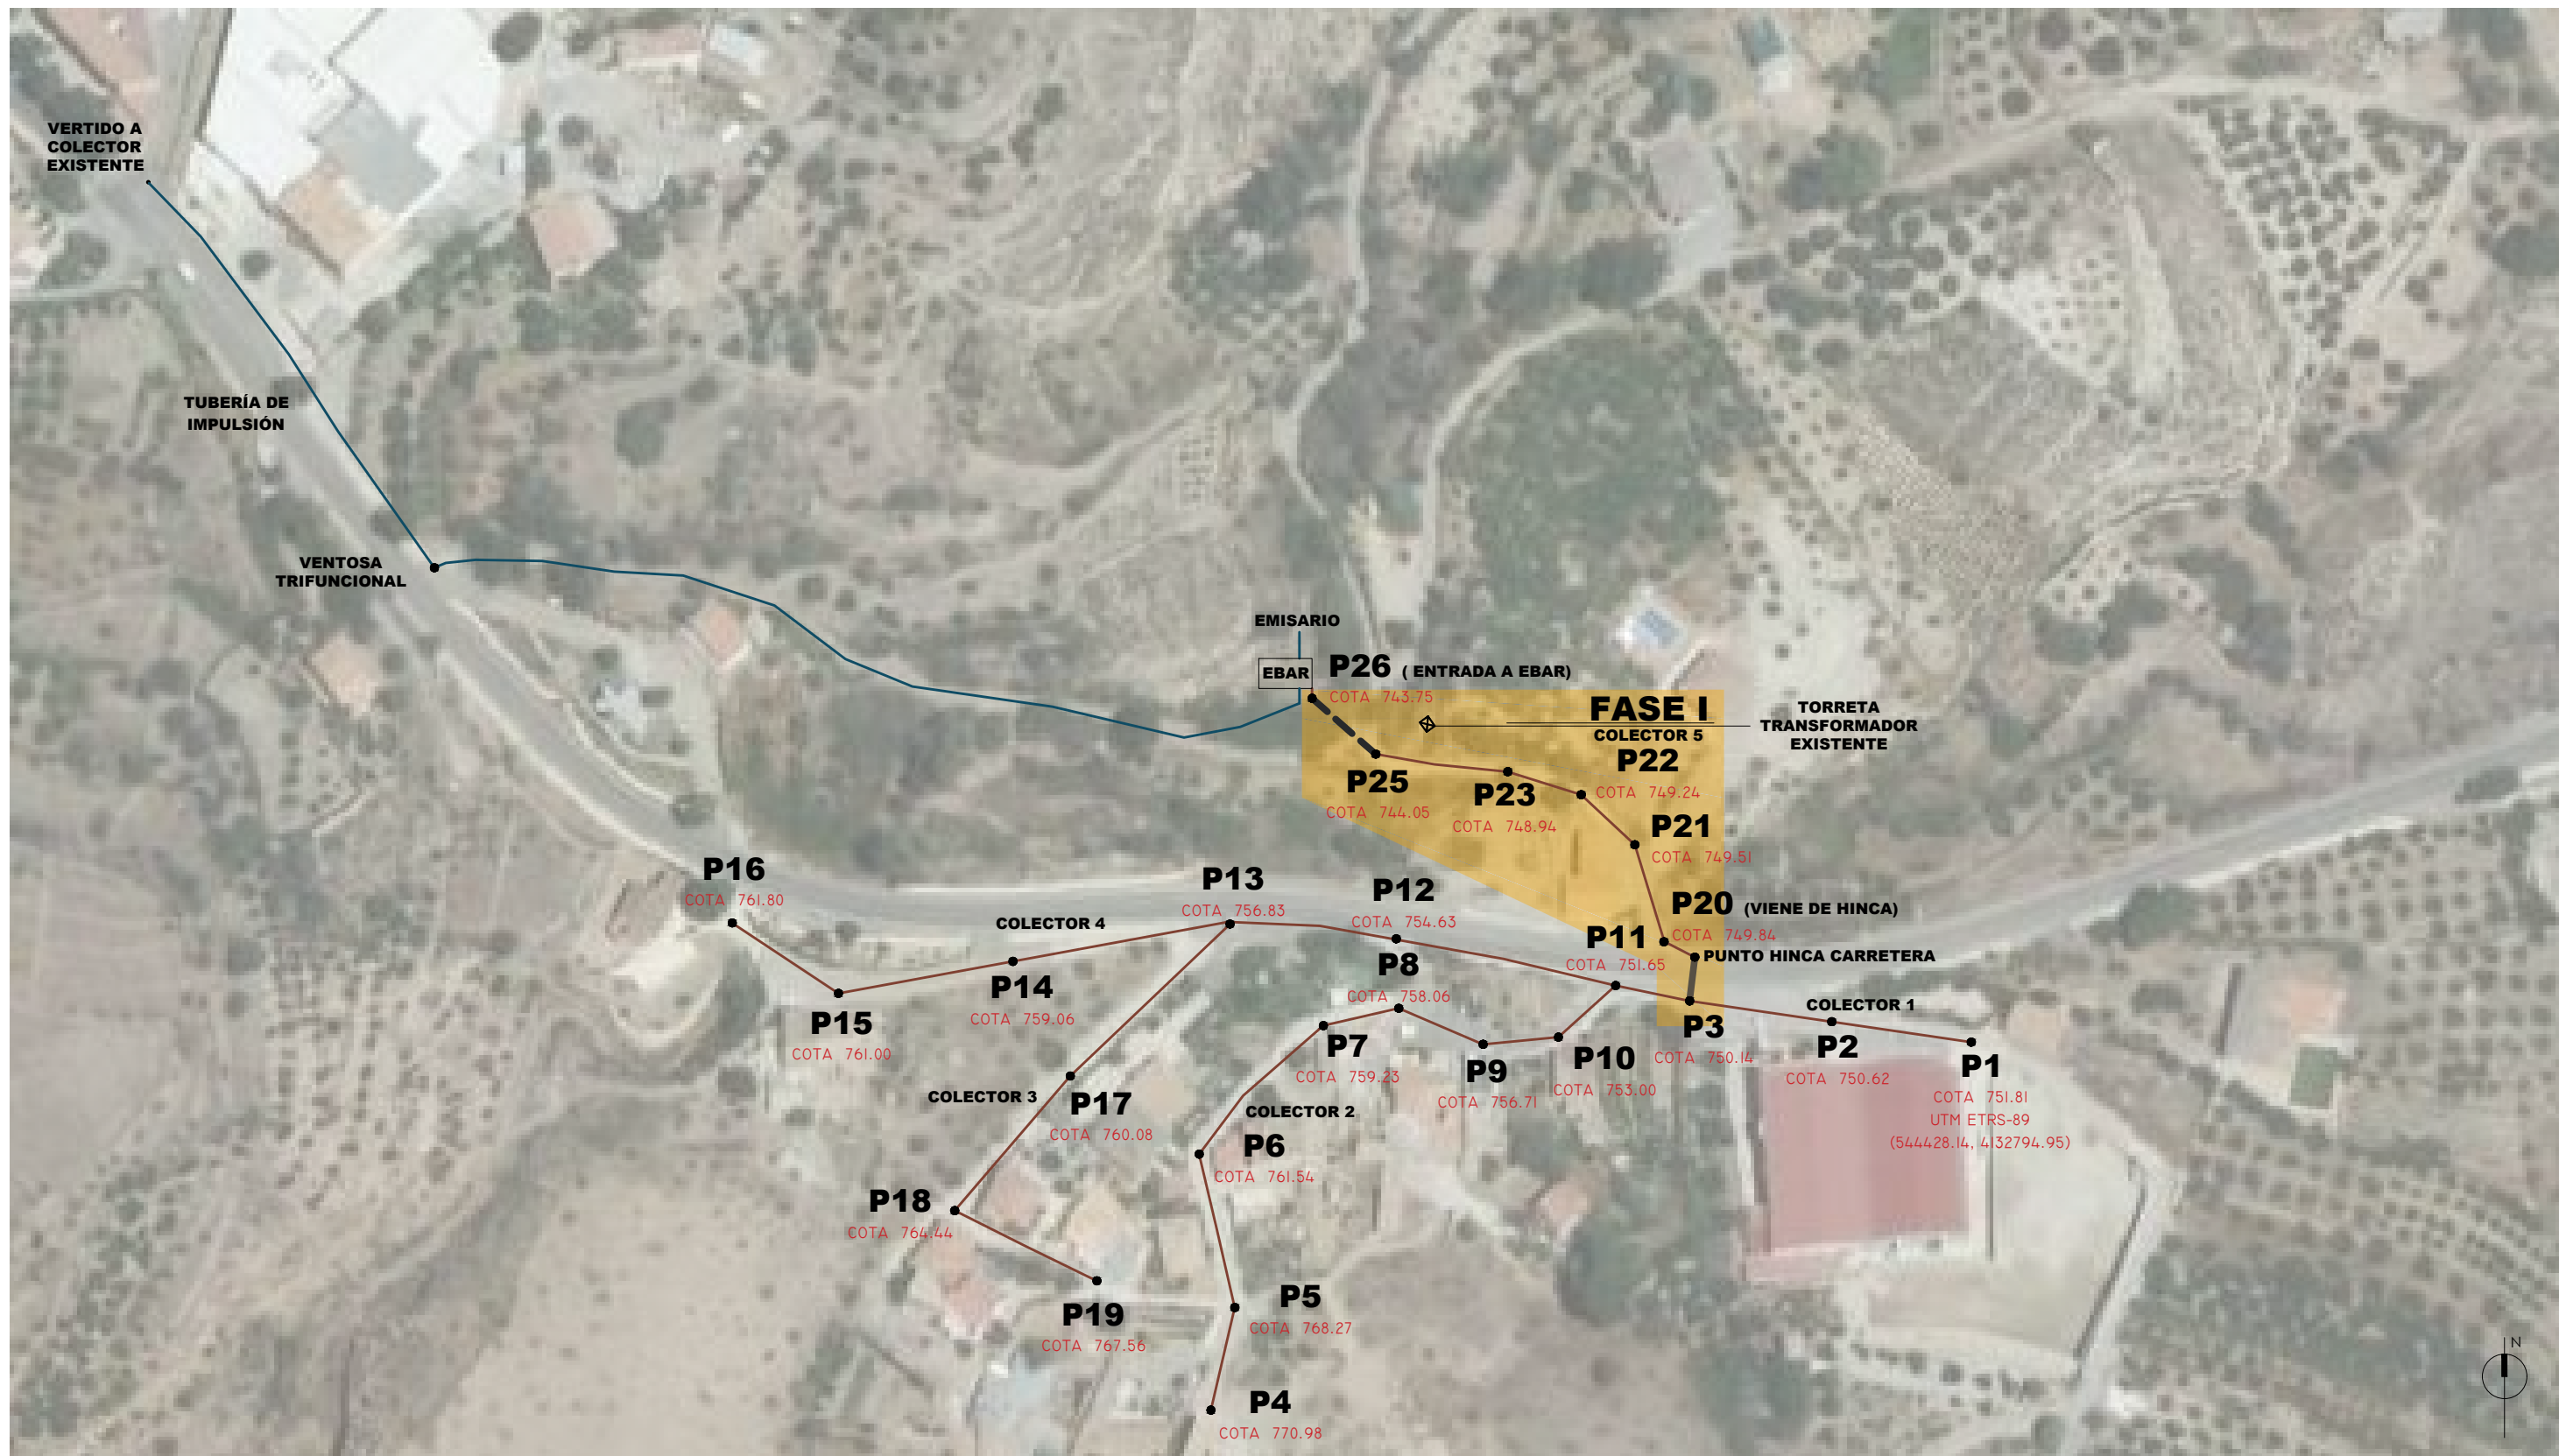 VERTIDO A
COLECTOR
EXISTENTE
TUBERÍA DE
IMPULSIÓN
VENTOSA
TRIFUNCIONAL
EMISARIO
EBAR
P26 ( ENTRADA A EBAR)
COTA 743.75
FASE I
COLECTOR 5
TORRETA
TRANSFORMADOR
EXISTENTE
P22
COTA 749.24
P25
COTA 744.05
P23
COTA 748.94
P21
COTA 749.51
P16
COTA 761.80
P13
COTA 756.83
P12
COTA 754.63
P20 (VIENE DE HINCA)
COTA 749.84
COLECTOR 4
P11
COTA 751.65
PUNTO HINCA CARRETERA
P8
COTA 758.06
P14
COTA 759.06
COLECTOR 1
P15
COTA 761.00
P3
COTA 750.14
P7
COTA 759.23
P2
COTA 750.62
P10
COTA 753.00
P9
COTA 756.71
P1
COTA 751.81
UTM ETRS-89
(544428.14, 4132794.95)
COLECTOR 3
P17
COTA 760.08
COLECTOR 2
P6
COTA 761.54
P18
COTA 764.44
P5
COTA 768.27
P19
COTA 767.56
N
P4
COTA 770.98